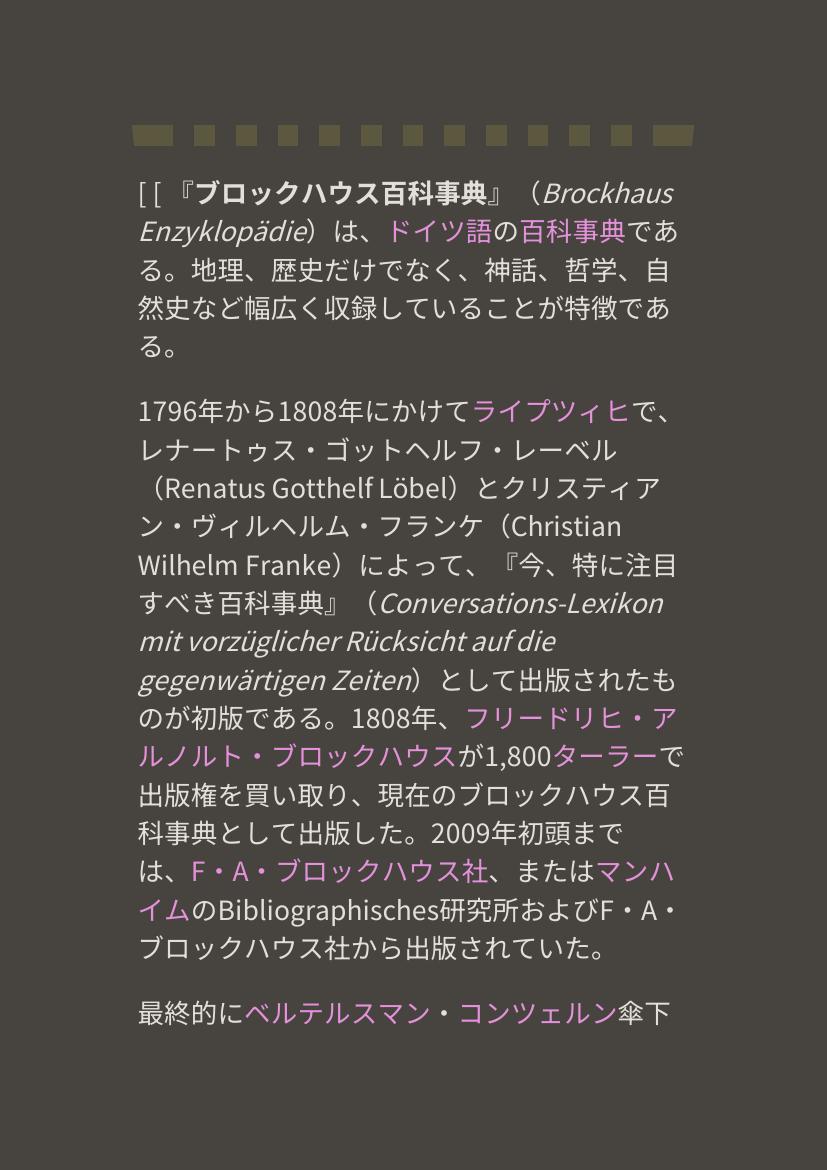 [ [ 『ブロックハウス百科事典』（Brockhaus
Enzyklopädie）は、ドイツ語の百科事典であ
る。地理、歴史だけでなく、神話、哲学、自
然史など幅広く収録していることが特徴であ
る。
1796年から1808年にかけてライプツィヒで、
レナートゥス・ゴットヘルフ・レーベル
（Renatus Gotthelf Löbel）とクリスティア
ン・ヴィルヘルム・フランケ（Christian
Wilhelm Franke）によって、『今、特に注目
すべき百科事典』（Conversations-Lexikon
mit vorzüglicher Rücksicht auf die
gegenwärtigen Zeiten）として出版されたも
のが初版である。1808年、フリードリヒ・ア
ルノルト・ブロックハウスが1,800ターラーで
出版権を買い取り、現在のブロックハウス百
科事典として出版した。2009年初頭まで
は、F・A・ブロックハウス社、またはマンハ
イムのBibliographisches研究所およびF・A・
ブロックハウス社から出版されていた。
最終的にベルテルスマン・コンツェルン傘下